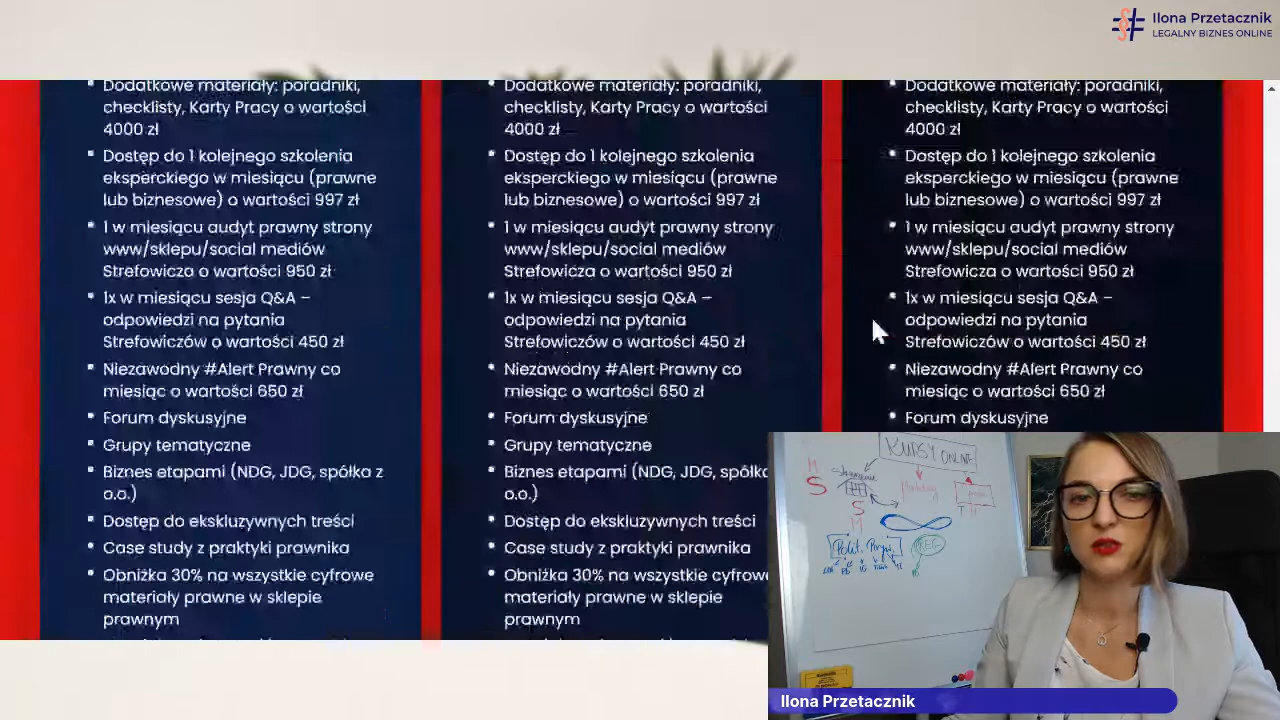 Ilona Przetacznik
LEGALNY BIZNES ONLINE
Dodatkowe materiały: poradniki,
checklisty, Karty Pracy o wartości
4000 zł
Dostęp do 1 kolejnego szkolenia
eksperckiego w miesiącu (prawne
lub biznesowe) o wartości 997 zł
1 w miesiącu audyt prawny strony
www/sklepu/social mediów
Strefowicza o wartości 950 zł
1x w miesiącu sesja Q&A –
odpowiedzi na pytania
Strefowiczów o wartości 450 zł
Niezawodny #Alert Prawny co
miesiąc o wartości 650 zł
Forum dyskusyjne
Grupy tematyczne
Biznes etapami (NDG, JDG, spółka z
o.o.)
Dostęp do ekskluzywnych treści
Case study z praktyki prawnika
Obniżka 30% na wszystkie cyfrowe
materiały prawne w sklepie
prawnym
Dodatkowe materiały: poradniki,
checklisty, Karty Pracy o wartości
4000 zł
Dostęp do 1 kolejnego szkolenia
eksperckiego w miesiącu (prawne
lub biznesowe) o wartości 997 zł
1 w miesiącu audyt prawny strony
www/sklepu/social mediów
Strefowicza o wartości 950 zł
1x w miesiącu sesja Q&A –
odpowiedzi na pytania
Strefowiczów o wartości 450 zł
Niezawodny #Alert Prawny co
miesiąc o wartości 650 zł
Forum dyskusyjne
Grupy tematyczne
Biznes etapami (NDG, JDG, spółka
o.o.)
Dostęp do ekskluzywnych treści
Case study z praktyki prawnika
Obniżka 30% na wszystkie cyfrowe
materiały prawne w sklepie
prawnym
Dodatkowe materiały: poradniki,
checklisty, Karty Pracy o wartości
4000 zł
Dostęp do 1 kolejnego szkolenia
eksperckiego w miesiącu (prawne
lub biznesowe) o wartości 997 zł
1 w miesiącu audyt prawny strony
www/sklepu/social mediów
Strefowicza o wartości 950 zł
1x w miesiącu sesja Q&A –
odpowiedzi na pytania
Strefowiczów o wartości 450 zł
Niezawodny #Alert Prawny co
miesiąc o wartości 650 zł
Forum dyskusyjne
KURSY ONLINE
M
S
S
M
Polit. Pryw.
REG.
Ilona Przetacznik